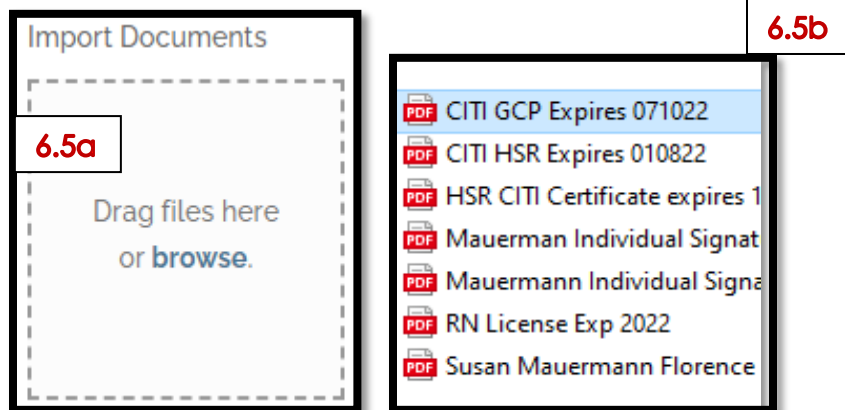 Import Documents
6.5a
Drag files here
or browse.
6.5b
PDF CITI GCP Expires 071022
PDF CITI HSR Expires 010822
PDF HSR CITI Certificate expires 1
PDF Mauerman Individual Signat
PDF Mauermann Individual Signa
PDF RN License Exp 2022
PDF Susan Mauermann Florence